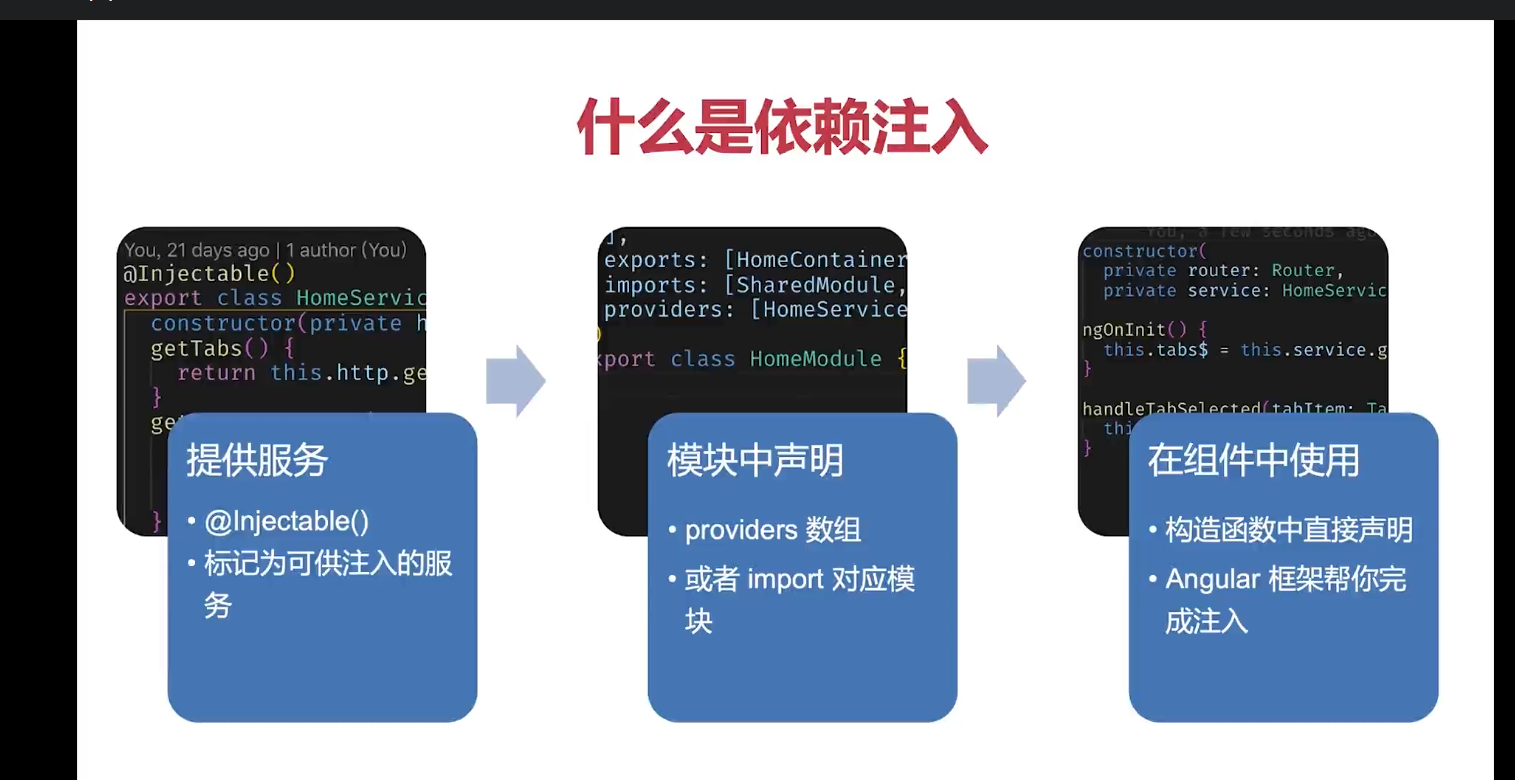 什么是依赖注入
You, 21 days ago | 1 author (You)
@Injectable()
export class HomeServic
constructor(private h
getTabs() {
return this.http.ge
}
ge
}
提供服务
• @Injectable()
• 标记为可供注入的服
务
],
exports: [HomeContainer
imports: [SharedModule,
providers: [HomeService
)
xport class HomeModule {
模块中声明
• providers 数组
• 或者 import 对应模
块
You, a few seconds ago
constructor(
private router: Router,
private service: HomeServic
ngOnInit() {
this.tabs$ = this.service.g
}
handleTabSelected(tabItem: Ta
thi
}
在组件中使用
• 构造函数中直接声明
• Angular 框架帮你完
成注入